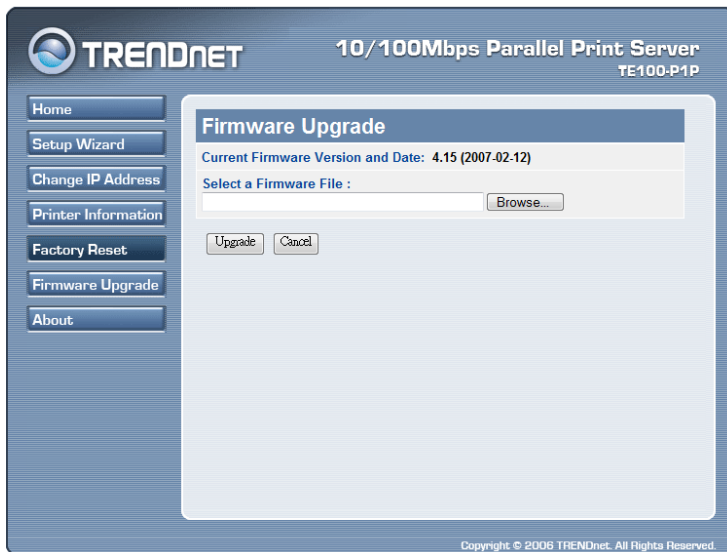 TRENDNET
10/100Mbps Parallel Print Server
TE100-P1P
Home
Setup Wizard
Change IP Address
Printer Information
Factory Reset
Firmware Upgrade
About
Firmware Upgrade
Current Firmware Version and Date: 4.15 (2007-02-12)
Select a Firmware File :
Browse...
Upgrade Cancel
Copyright © 2006 TRENDnet. All Rights Reserved.